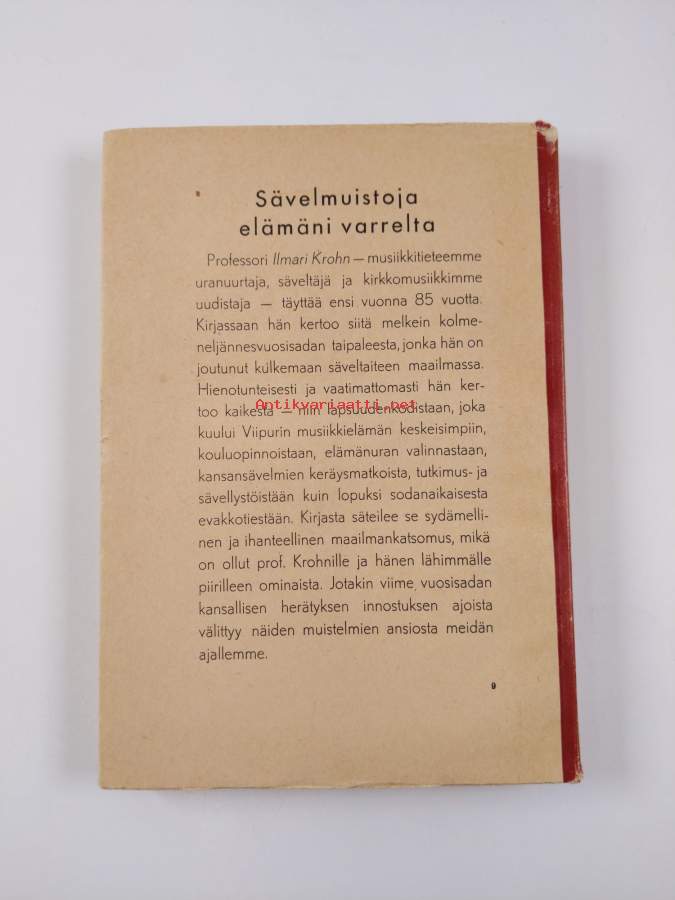 Sävelmuistoja
elämäni varrelta
Professori Ilmari Krohn — musiikkitieteemme
uranuurtaja, säveltäjä ja kirkkomusiikkimme
uudistaja — täyttää ensi vuonna 85 vuotta.
Kirjassaan hän kertoo siitä melkein kolme-
neljännesvuosisadan taipaleesta, jonka hän on
joutunut kulkemaan säveltaiteen maailmassa.
Hienotunteisesti ja vaatimattomasti hän ker-
Antikvariaatti.net
too kaikesta — niin lapsuudenkodistaan, joka
kuului Viipurin musiikkielämän keskeisimpiin,
kouluopinnoistaan, elämänuran valinnastaan,
kansansävelmien keräysmatkoista, tutkimus- ja
sävellystöistään kuin lopuksi sodanaikaisesta
evakkotiestään. Kirjasta säteilee se sydämelli-
nen ja ihanteellinen maailmankatsomus, mikä
on ollut prof. Krohnille ja hänen lähimmälle
piirilleen ominaista. Jotakin viime vuosisadan
kansallisen herätyksen innostuksen ajoista
välittyy näiden muistelmien ansiosta meidän
ajallemme.
9